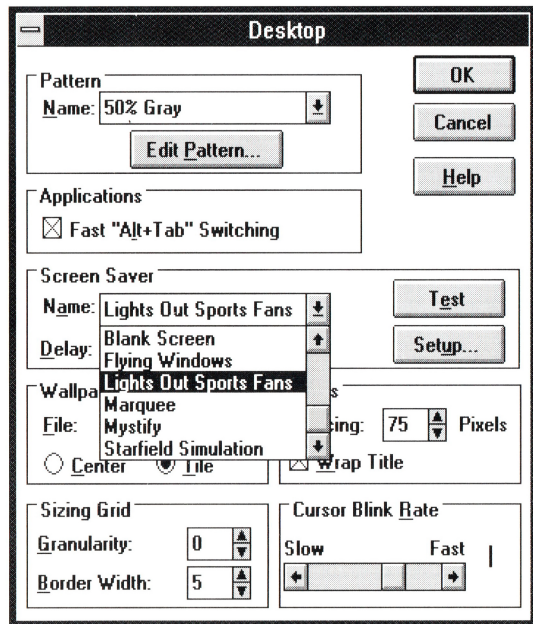 Desktop
Pattern
Name: 50% Gray
Edit Pattern...
OK
Cancel
Help
Applications
Fast "Alt+Tab" Switching
Screen Saver
Name: Lights Out Sports Fans
Delay:
Blank Screen
Flying Windows
Lights Out Sports Fans
Marquee
Mystify
Starfield Simulation
Test
Setup...
Wallpa
File:
Center Tile
s
cing: 75 Pixels
Wrap Title
Sizing Grid
Granularity: 0
Border Width: 5
Cursor Blink Rate
Slow Fast